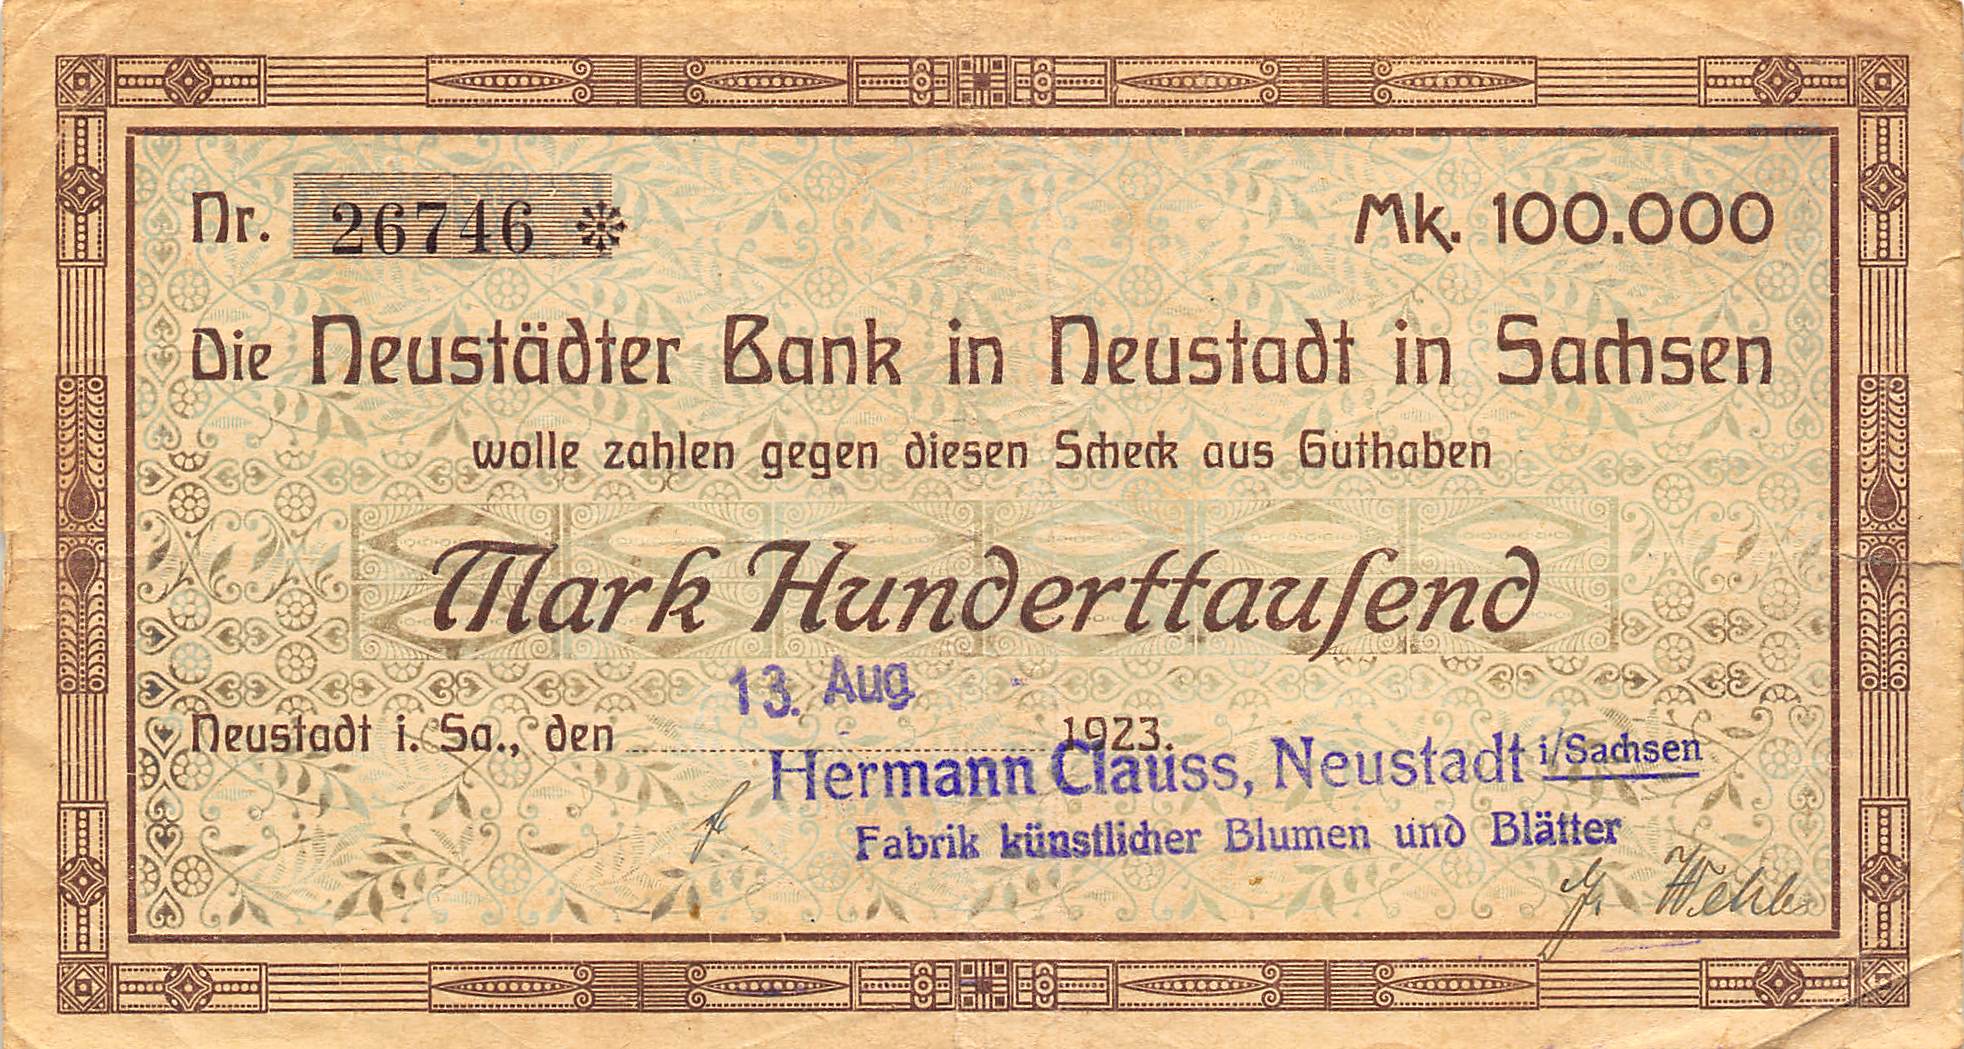 Nr. 26746 * Mk. 100.000
Die Neustädter Bank in Neustadt in Sachsen
wolle zahlen gegen diesen Scheck aus Guthaben
Mark Hunderttauſend
13. Aug
Neustadt i. Sa., den 1923.
Hermann Clauss, Neustadt i/Sachsen
Fabrik künstlicher Blumen und Blätter